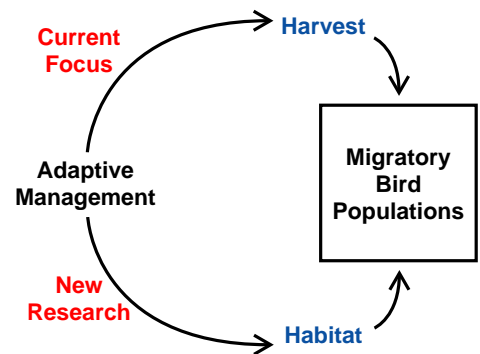 Current
Focus
Harvest
Adaptive
Management
Migratory
Bird
Populations
New
Research
Habitat